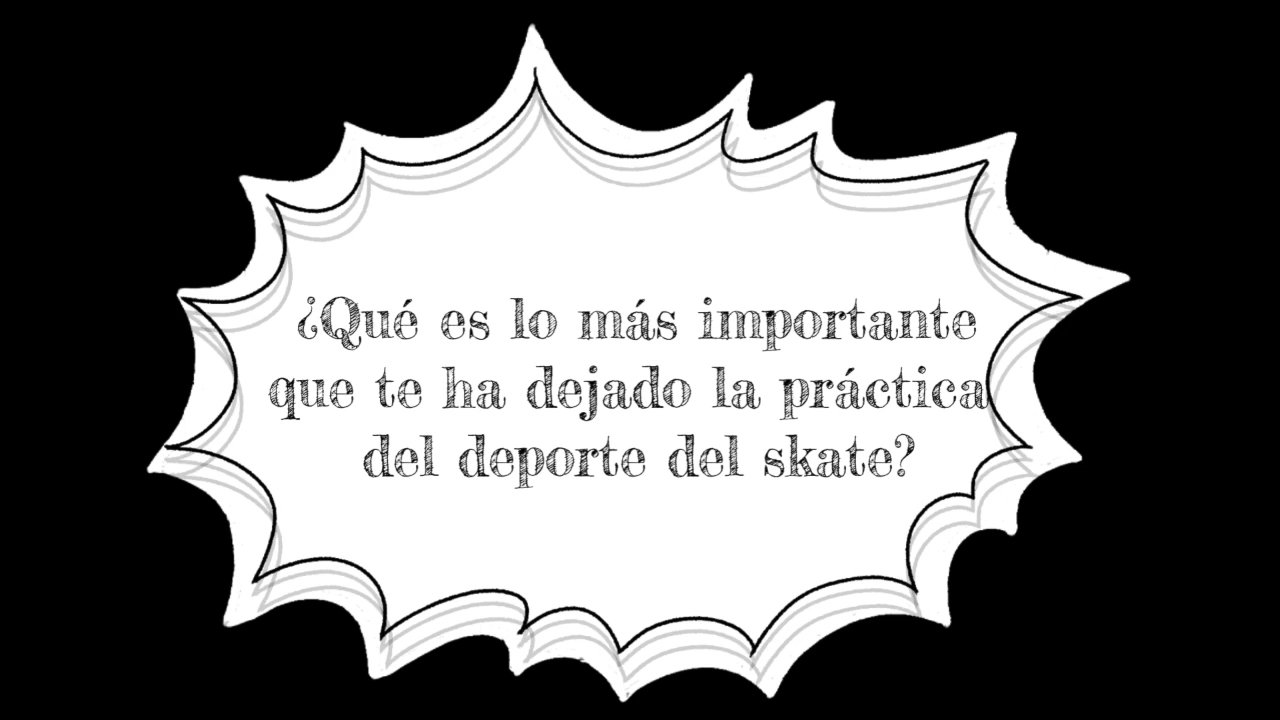 ¿Qué es lo más importante
que te ha dejado la práctica
del deporte del skate?